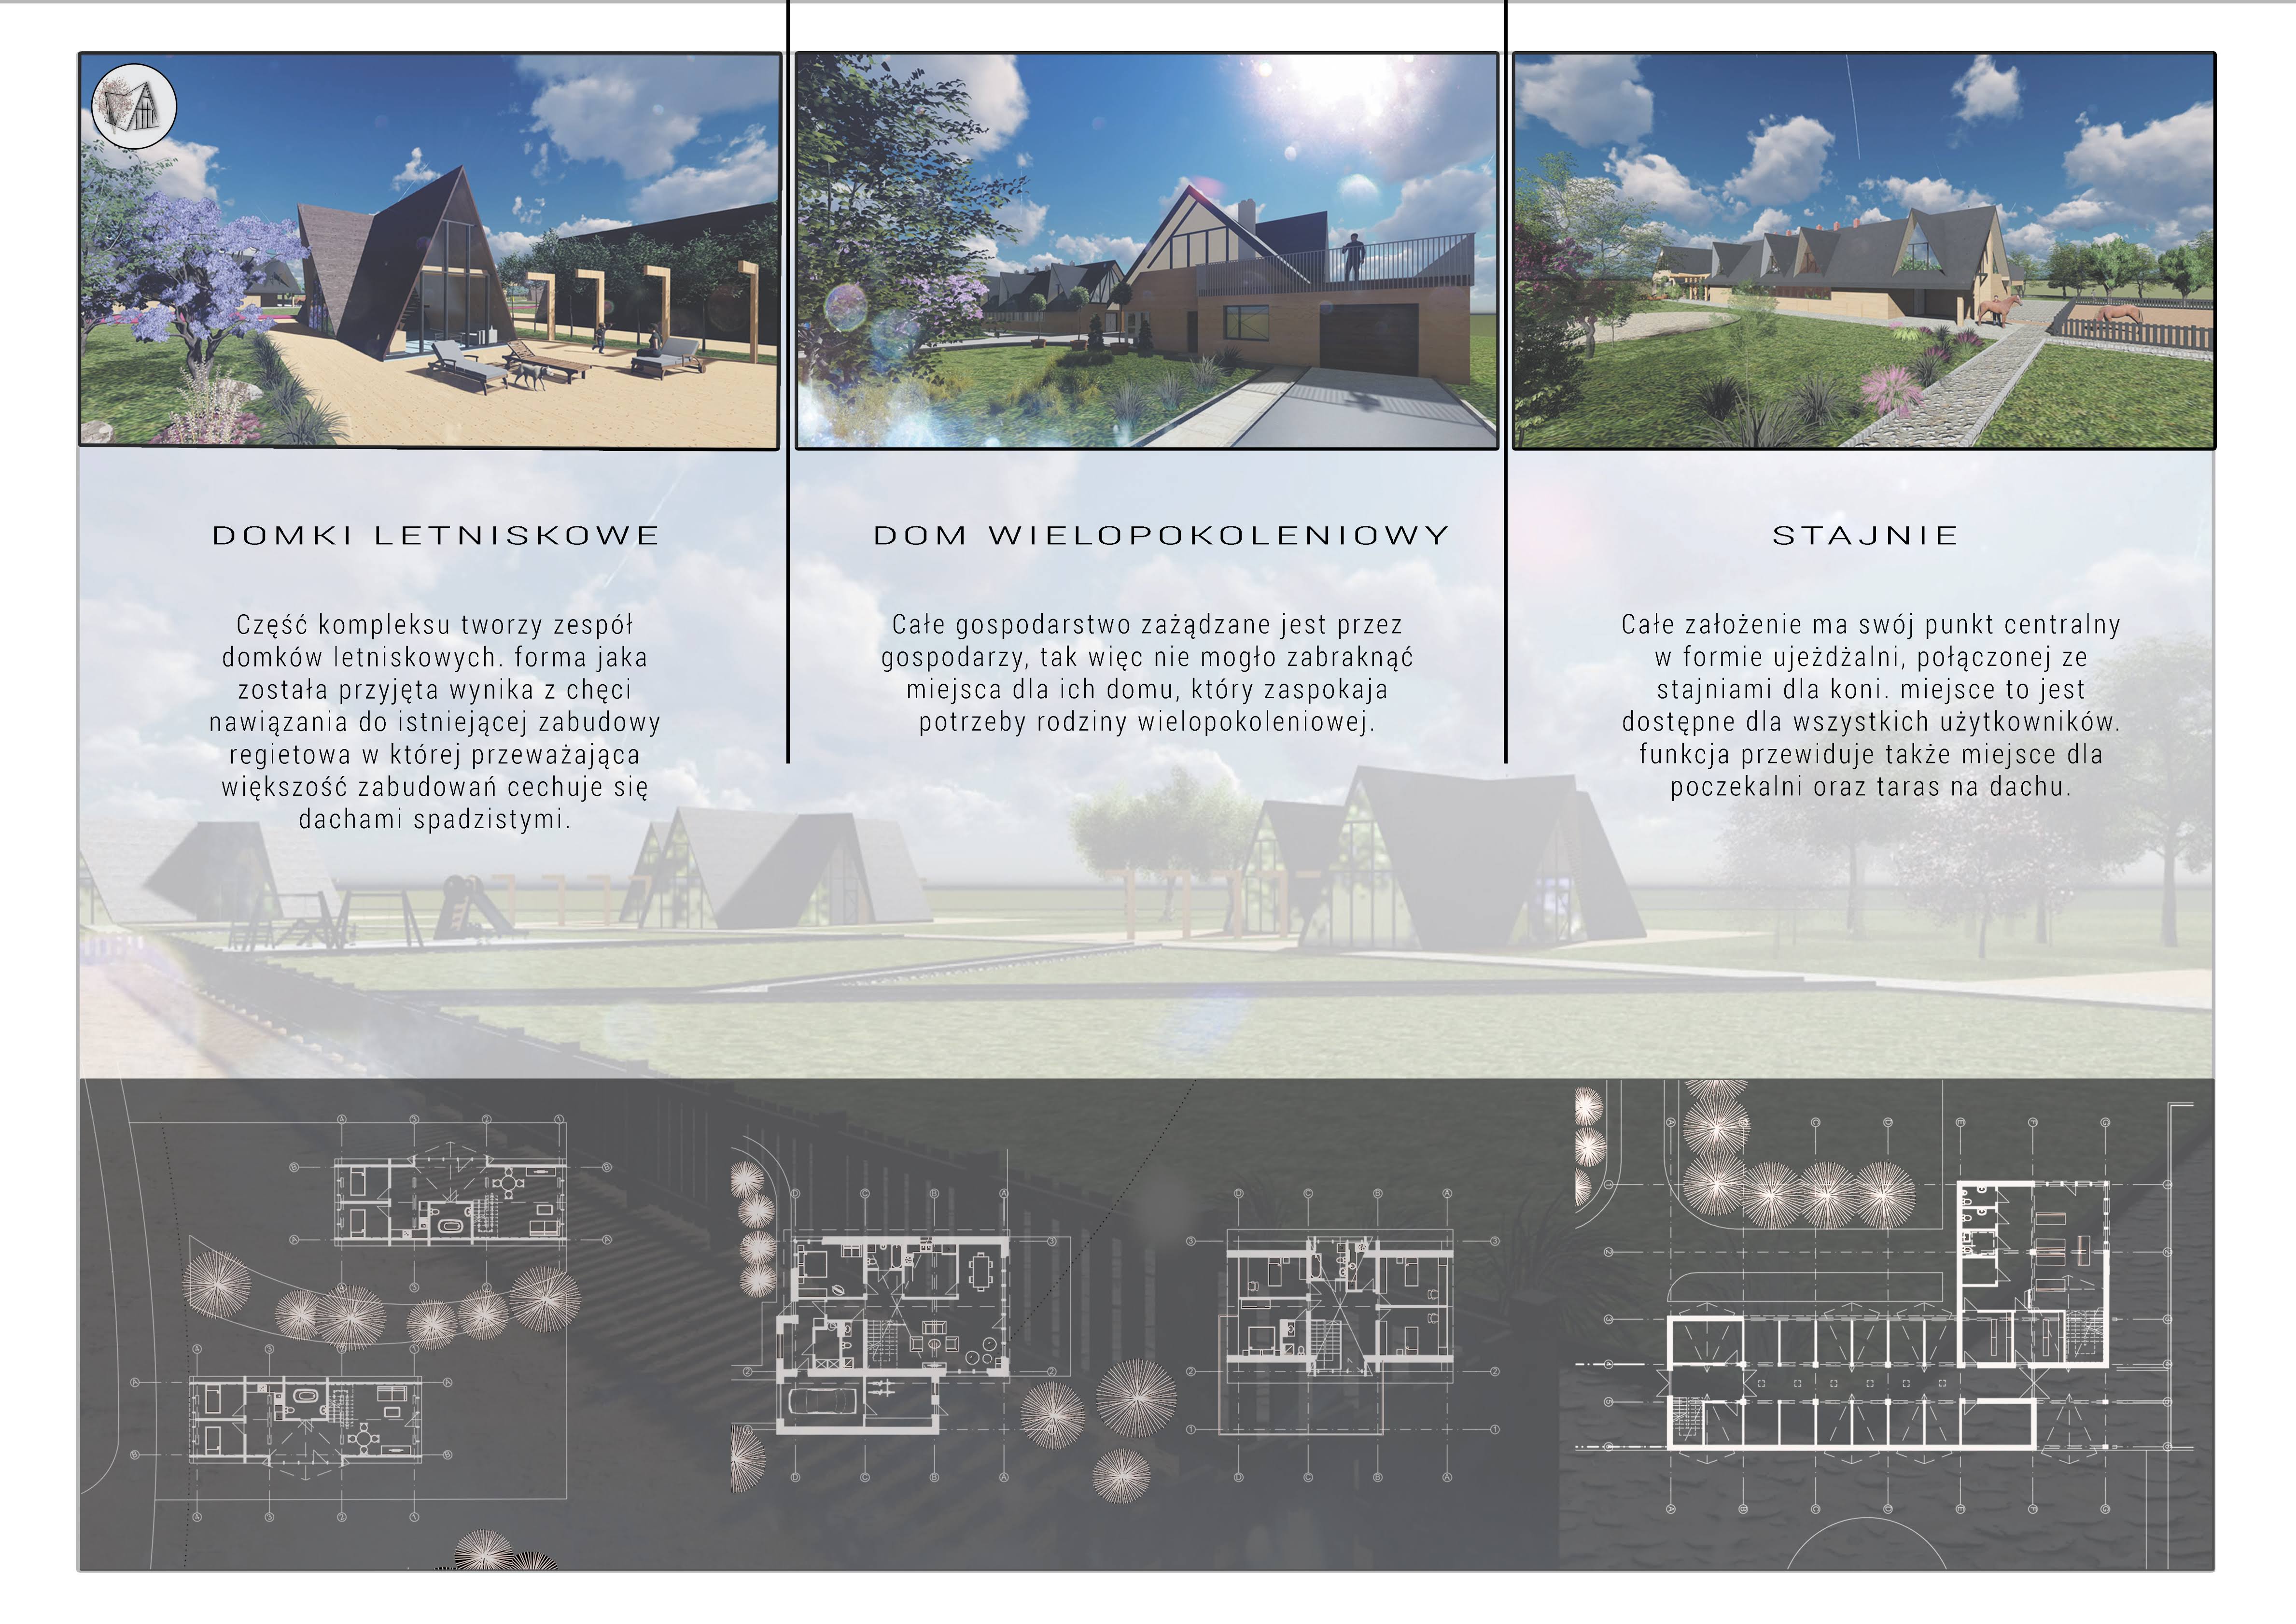 DOMKI LETNISKOWE
Część kompleksu tworzy zespół
domków letniskowych. forma jaka
została przyjęta wynika z chęci
nawiązania do istniejącej zabudowy
regietowa w której przeważająca
większość zabudowań cechuje się
dachami spadzistymi.
DOM WIELOPOKOLENIOWY
Całe gospodarstwo zażądzane jest przez
gospodarzy, tak więc nie mogło zabraknąć
miejsca dla ich domu, który zaspokaja
potrzeby rodziny wielopokoleniowej.
STAJNIE
Całe założenie ma swój punkt centralny
w formie ujeżdżalni, połączonej ze
stajniami dla koni. miejsce to jest
dostępne dla wszystkich użytkowników.
funkcja przewiduje także miejsce dla
poczekalni oraz taras na dachu.